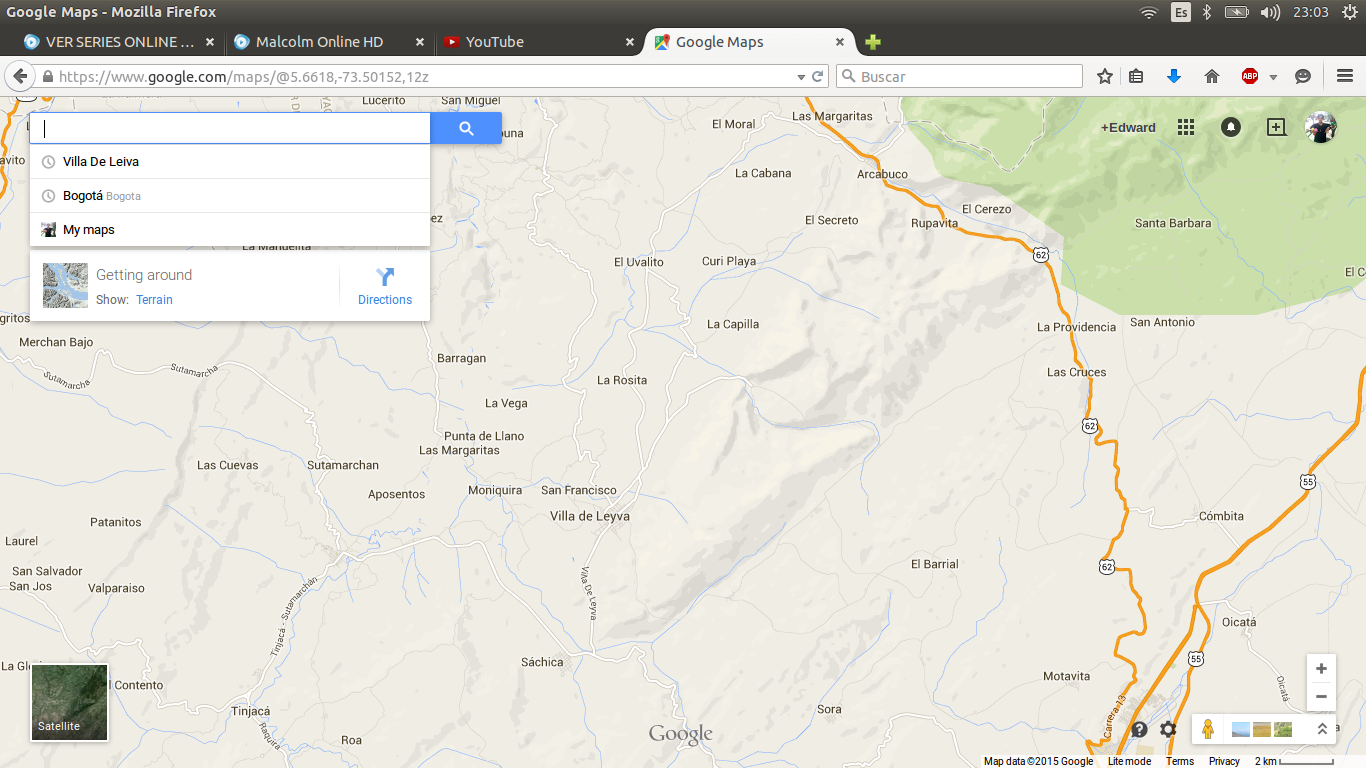 Google Maps - Mozilla Firefox
Es
23:03
VER SERIES ONLINE ...
Malcolm Online HD
YouTube
Google Maps
https://www.google.com/maps/@5.6618,-73.50152,12z
Buscar
ABP
Lucerito
San Miguel
Villa De Leiva
Bogotá Bogota
My maps
Getting around
Show: Terrain
Directions
+Edward
El Moral
Las Margaritas
La Cabana
Arcabuco
El Secreto
El Cerezo
Rupavita
Santa Barbara
62
El Uvalito
Curi Playa
La Capilla
La Providencia
San Antonio
Merchan Bajo
Barragan
Sutamarcha
Sutamarcha
La Rosita
Las Cruces
La Vega
62
Punta de Llano
Las Margaritas
Las Cuevas
Sutamarchan
Aposentos
Moniquira
San Francisco
55
Villa de Leyva
Cómbita
Patanitos
Laurel
San Salvador
San Jos
Valparaiso
Villa De Leyva
El Barrial
62
Tinjacá - Sutamarchán
Oicatá
Sáchica
55
Motavita
Oicatá
El Contento
Satellite
Tinjacá
Raquira
Roa
Sora
Carrera 13
Google
Map data ©2015 Google
Lite mode
Terms
Privacy
2 km